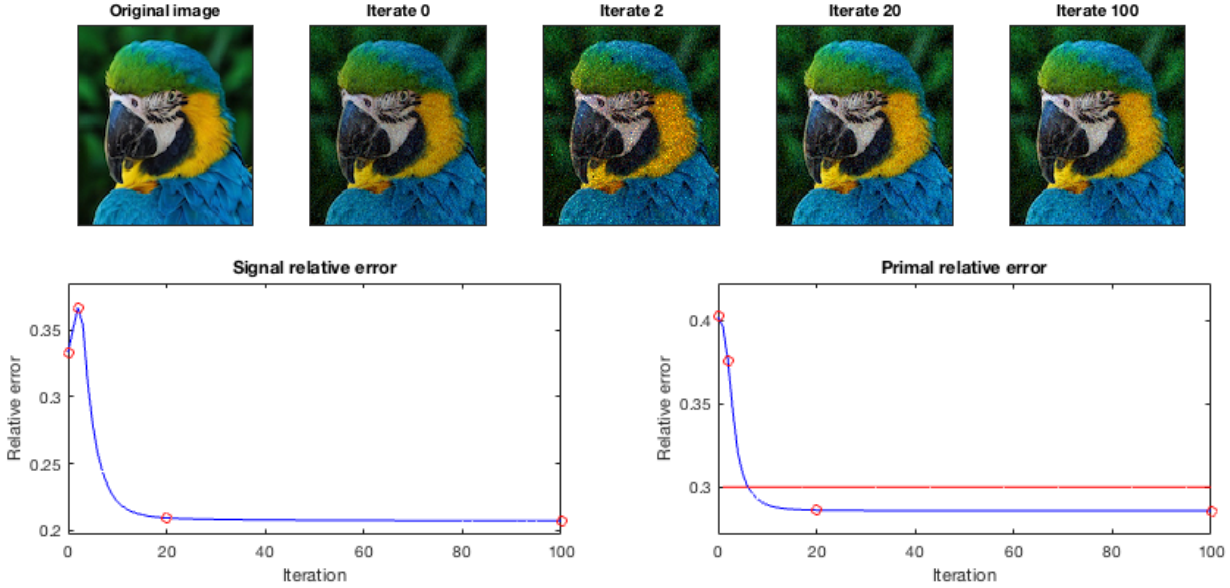 Original image
Iterate 0
Iterate 2
Iterate 20
Iterate 100
Signal relative error
0.35
0.3
0.25
0.2
Relative error
0 20 40 60 80 100
Iteration
Primal relative error
0.4
0.35
0.3
Relative error
0 20 40 60 80 100
Iteration